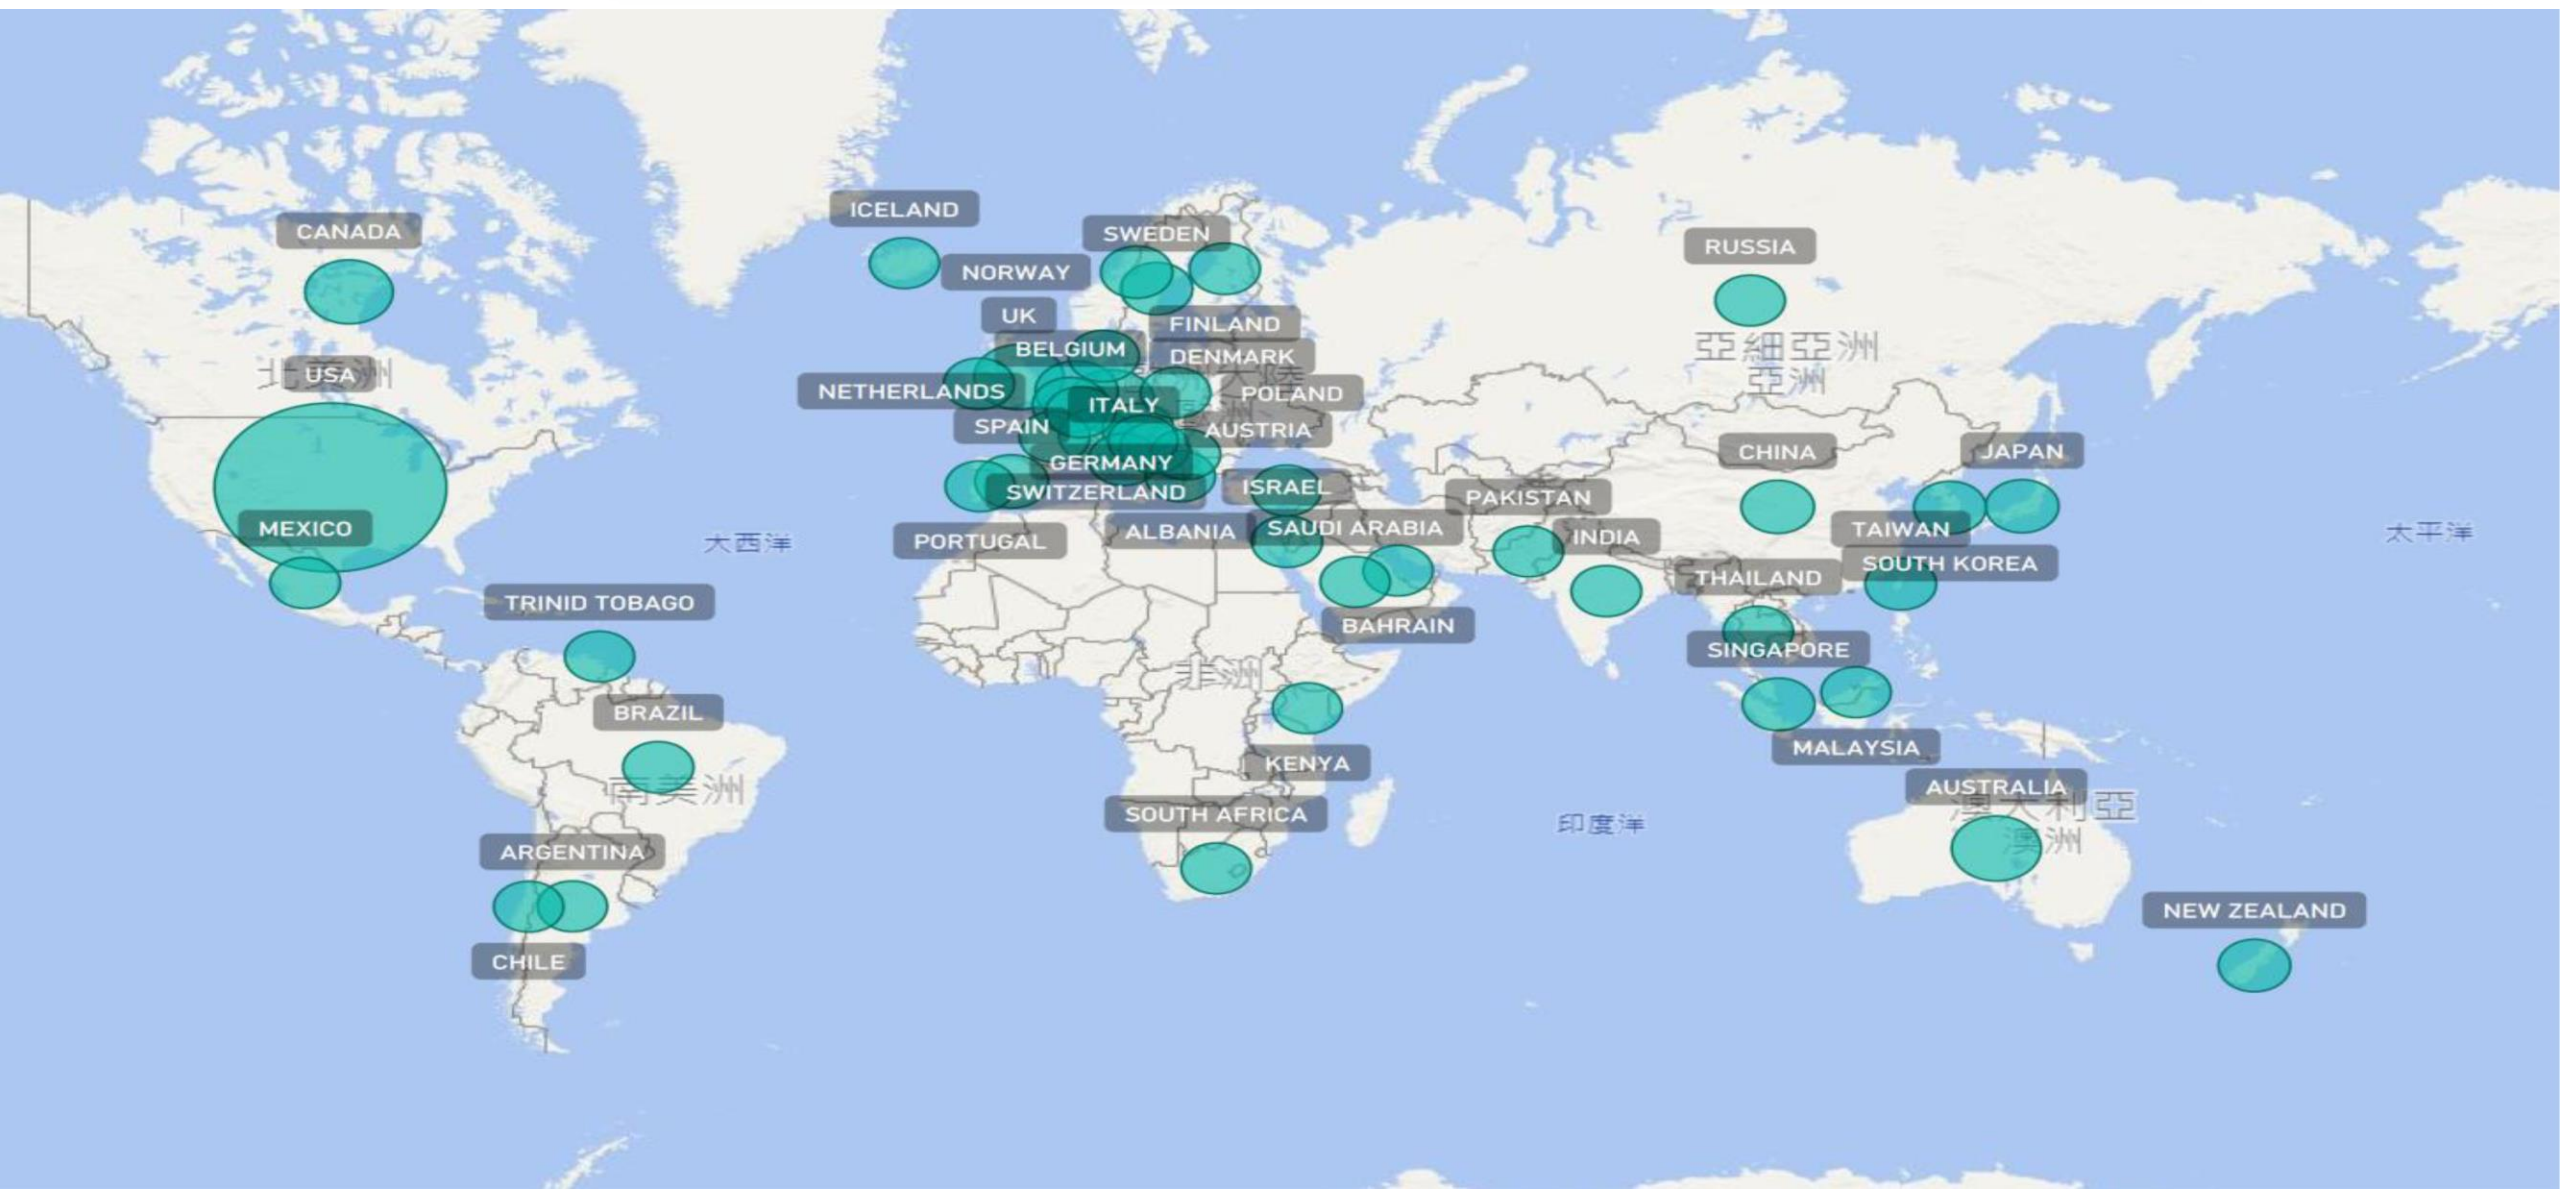 ICELAND
CANADA
SWEDEN
RUSSIA
NORWAY
UK
FINLAND
亞細亞洲
BELGIUM
DENMARK
USA
亞洲
NETHERLANDS
POLAND
ITALY
SPAIN
AUSTRIA
CHINA
JAPAN
GERMANY
ISRAEL
SWITZERLAND
PAKISTAN
MEXICO
SAUDI ARABIA
TAIWAN
ALBANIA
太平洋
INDIA
PORTUGAL
大西洋
SOUTH KOREA
THAILAND
TRINID TOBAGO
BAHRAIN
SINGAPORE
非洲
BRAZIL
MALAYSIA
KENYA
AUSTRALIA
南美洲
澳大利亞
SOUTH AFRICA
印度洋
澳洲
ARGENTINA
NEW ZEALAND
CHILE